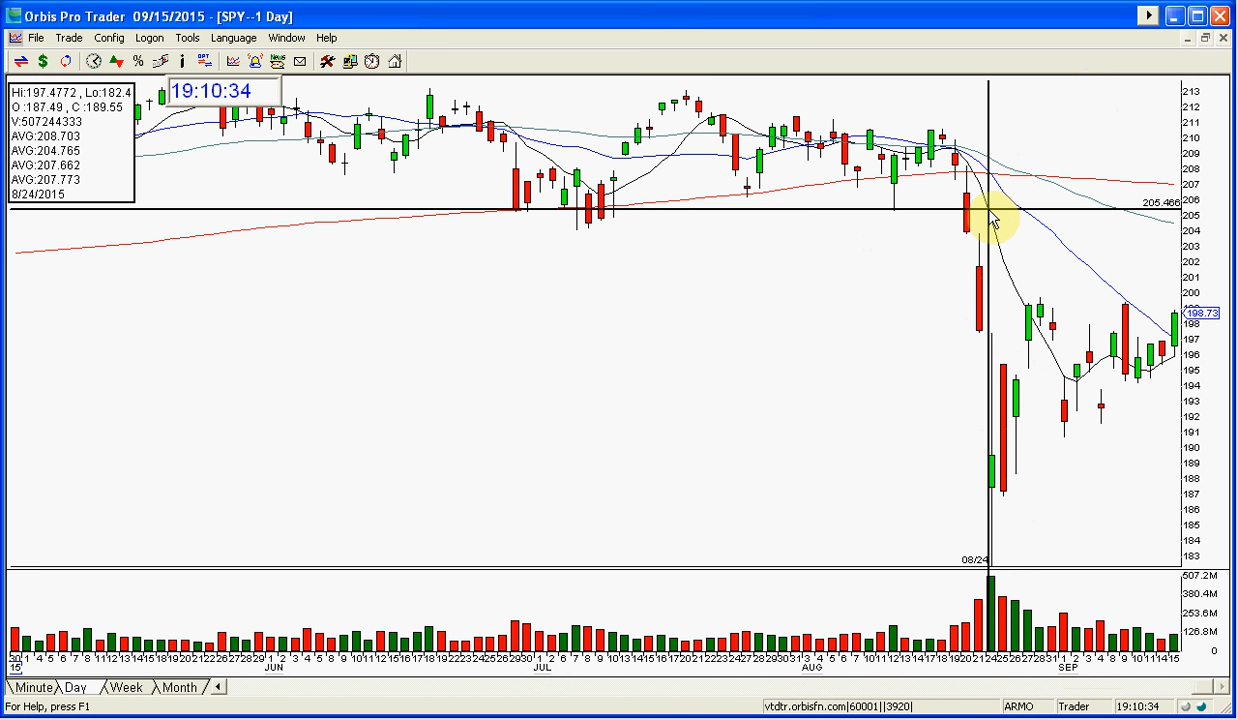 Orbis Pro Trader 09/15/2015 - [SPY--1 Day]
File Trade Config Logon Tools Language Window Help
Hi:197.4772 , Lo:182.4
O :187.49 , C :189.55
V:507244333
AVG:208.703
AVG:204.765
AVG:207.662
AVG:207.773
8/24/2015
19:10:34
213
212
211
210
209
208
207
206
205.466
205
204
203
202
201
200
198.73
198
197
196
195
194
193
192
191
190
189
188
187
186
185
184
183
08/24
507.2M
380.4M
253.6M
126.8M
0
JUN JUL AUG SEP
15
Minute Day Week Month
For Help, press F1
vtdtr.orbisfn.com|60001||3920| ARMO Trader 19:10:34